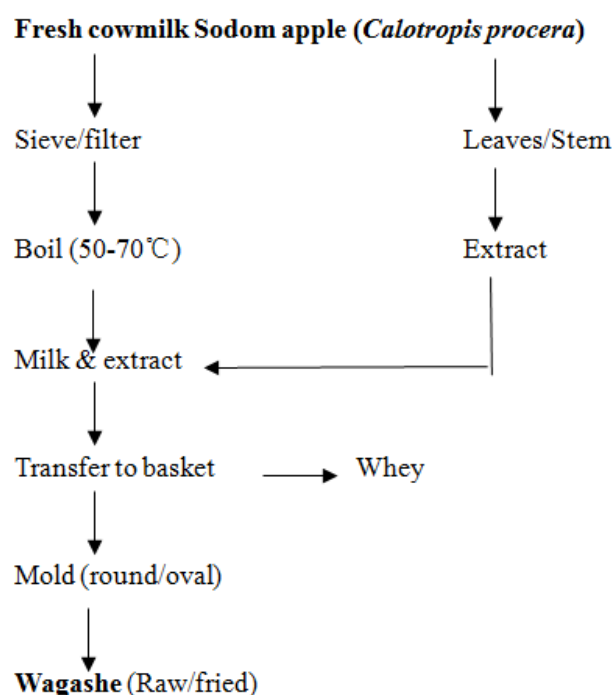 Fresh cowmilk Sodom apple (Calotropis procera)
Sieve/filter Leaves/Stem
Boil (50-70℃) Extract
Milk & extract
Transfer to basket Whey
Mold (round/oval)
Wagashe (Raw/fried)